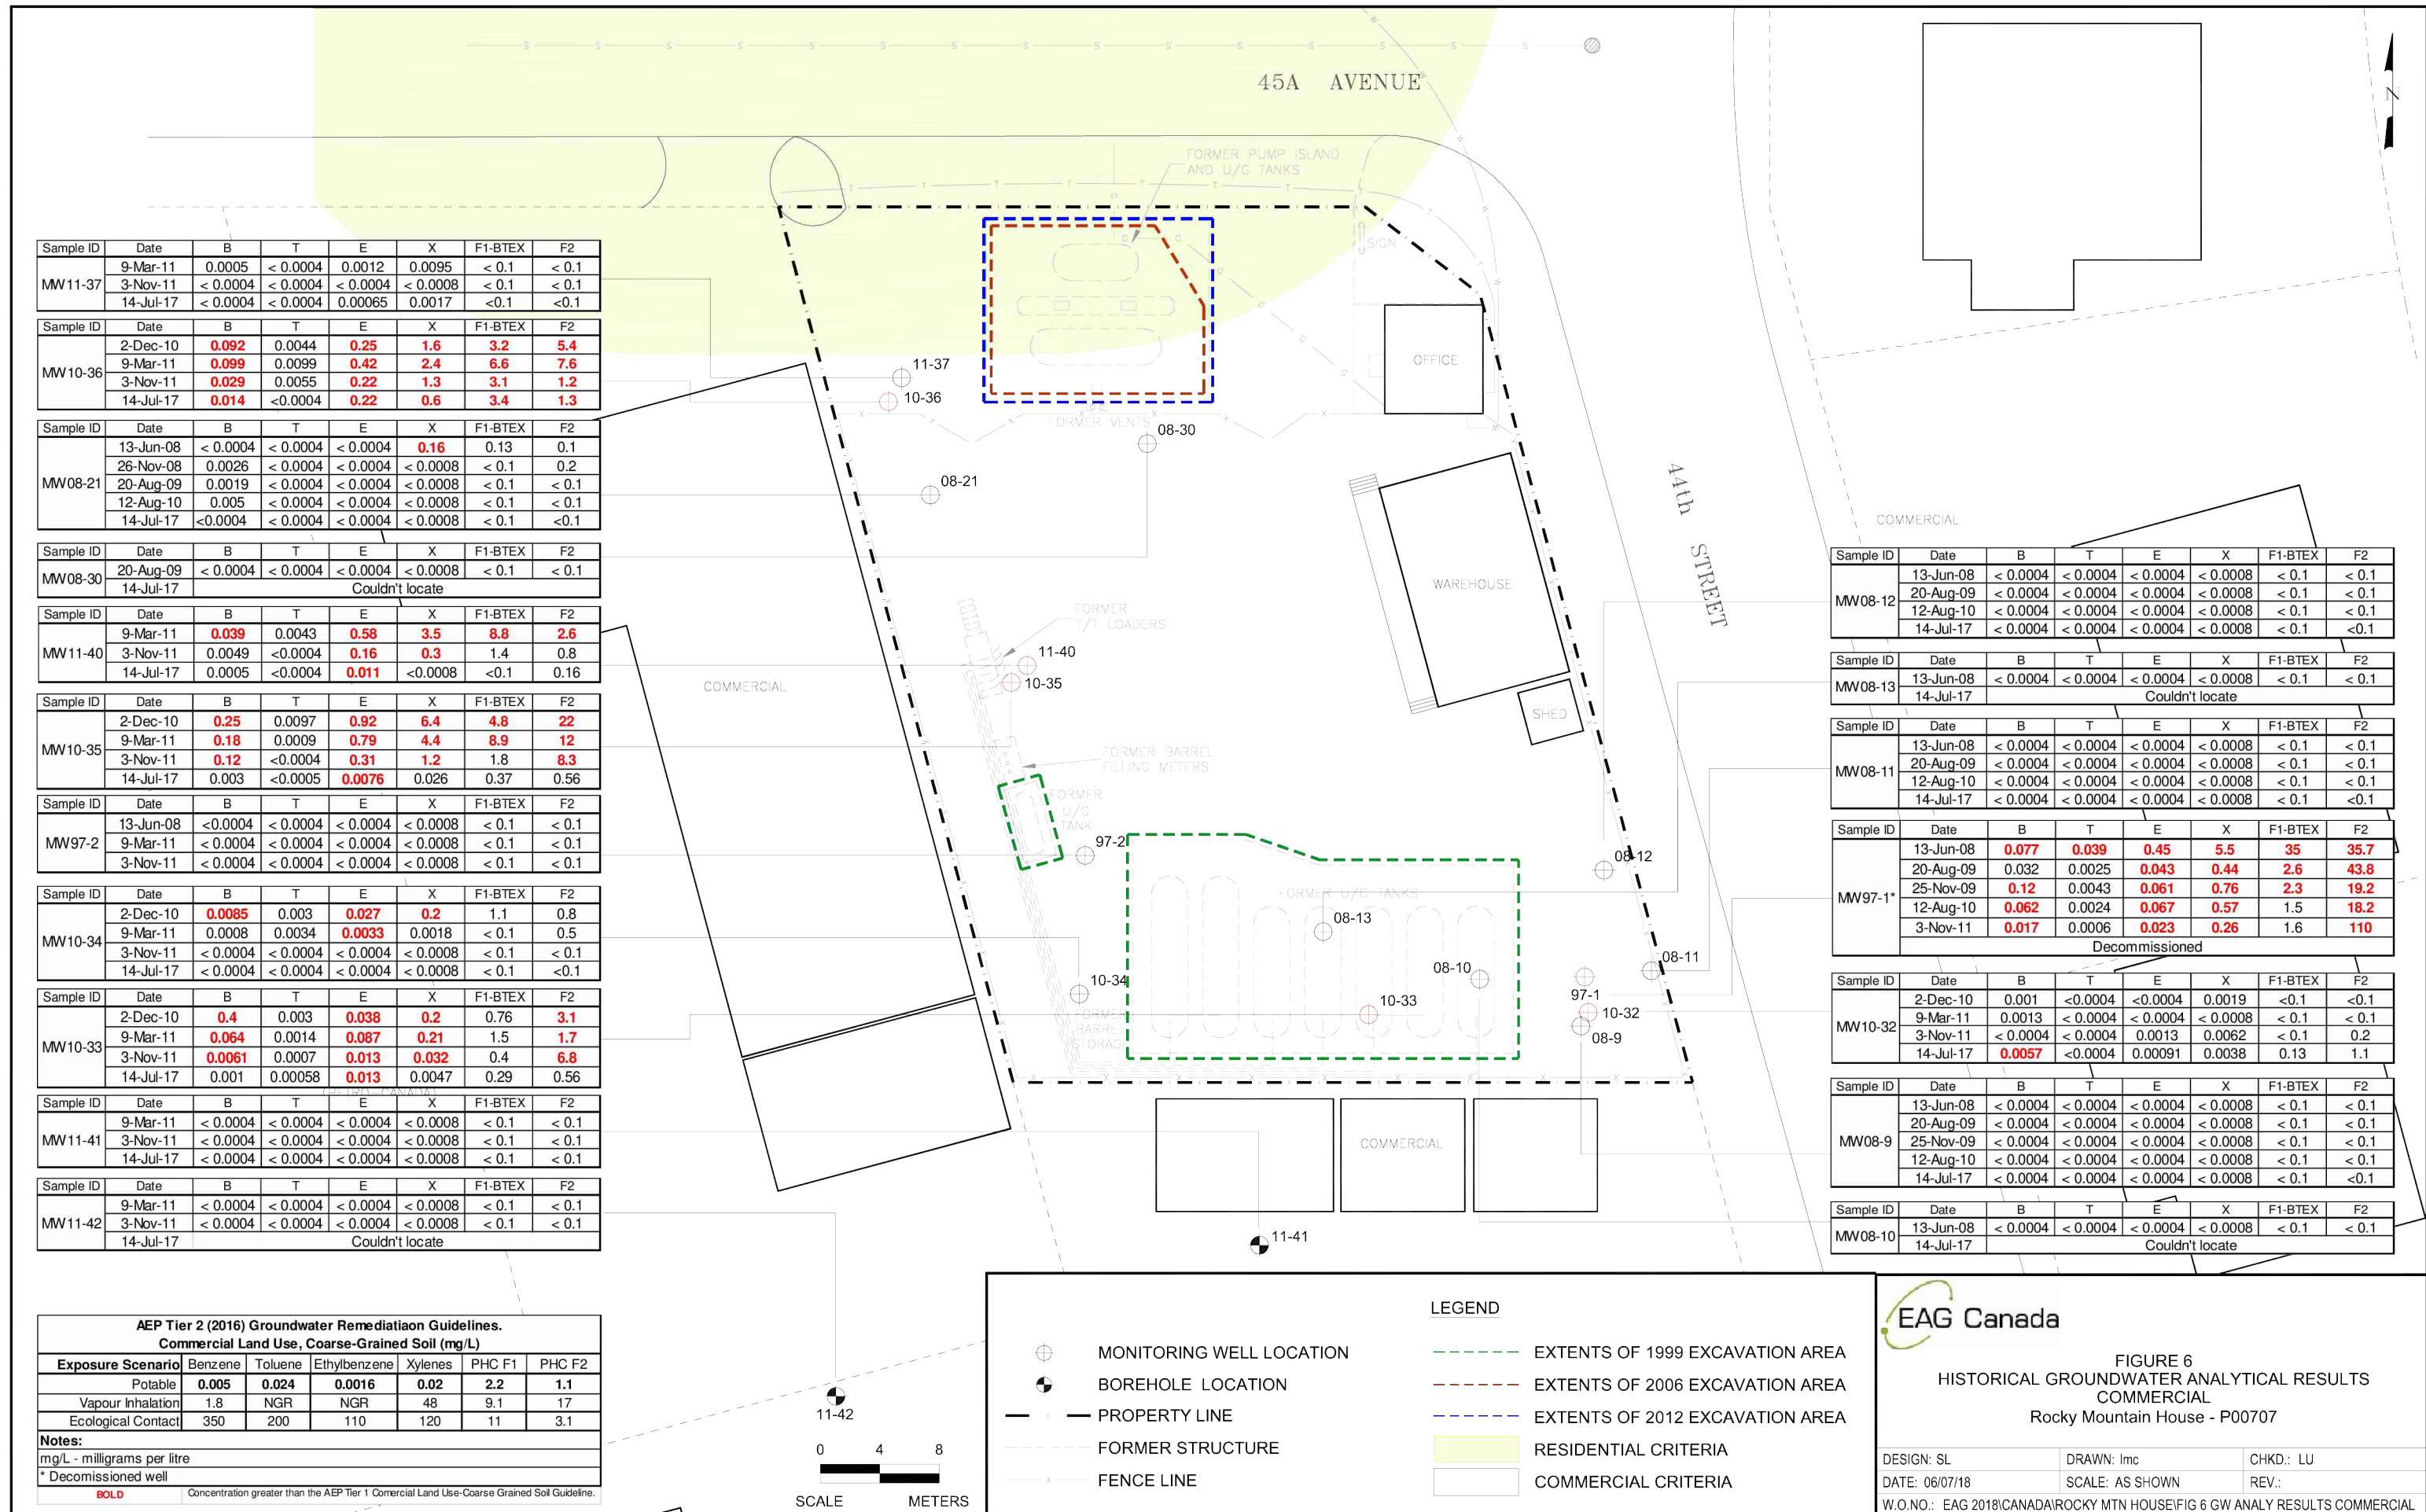 45A AVENUE
FORMER PUMP ISLAND
AND U/G TANKS
N
SIGN
OFFICE
FORMER VENTS
11-37
10-36
08-30
08-21
44th STREET
COMMERCIAL
WAREHOUSE
FORMER
T/T LOADERS
11-40
10-35
COMMERCIAL
SHED
FORMER BARREL
FILLING METERS
FORMER
U/G
TANK
97-2
08-12
FORMER U/G TANKS
08-13
08-11
08-10
10-34
97-1
10-33
10-32
08-9
FORMER
BARREL
STORAGE
(PETRO-CANADA)
COMMERCIAL
11-41
11-42
Sample ID Date B T E X F1-BTEX F2
MW11-37
9-Mar-11 0.0005 < 0.0004 0.0012 0.0095 < 0.1 < 0.1
3-Nov-11 < 0.0004 < 0.0004 < 0.0004 < 0.0008 < 0.1 < 0.1
14-Jul-17 < 0.0004 < 0.0004 0.00065 0.0017 <0.1 <0.1
Sample ID Date B T E X F1-BTEX F2
MW10-36
2-Dec-10 0.092 0.0044 0.25 1.6 3.2 5.4
9-Mar-11 0.099 0.0099 0.42 2.4 6.6 7.6
3-Nov-11 0.029 0.0055 0.22 1.3 3.1 1.2
14-Jul-17 0.014 <0.0004 0.22 0.6 3.4 1.3
Sample ID Date B T E X F1-BTEX F2
MW08-21
13-Jun-08 < 0.0004 < 0.0004 < 0.0004 0.16 0.13 0.1
26-Nov-08 0.0026 < 0.0004 < 0.0004 < 0.0008 < 0.1 0.2
20-Aug-09 0.0019 < 0.0004 < 0.0004 < 0.0008 < 0.1 < 0.1
12-Aug-10 0.005 < 0.0004 < 0.0004 < 0.0008 < 0.1 < 0.1
14-Jul-17 <0.0004 < 0.0004 < 0.0004 < 0.0008 < 0.1 <0.1
Sample ID Date B T E X F1-BTEX F2
MW08-30
20-Aug-09 < 0.0004 < 0.0004 < 0.0004 < 0.0008 < 0.1 < 0.1
14-Jul-17 Couldn't locate
Sample ID Date B T E X F1-BTEX F2
MW11-40
9-Mar-11 0.039 0.0043 0.58 3.5 8.8 2.6
3-Nov-11 0.0049 <0.0004 0.16 0.3 1.4 0.8
14-Jul-17 0.0005 <0.0004 0.011 <0.0008 <0.1 0.16
Sample ID Date B T E X F1-BTEX F2
MW10-35
2-Dec-10 0.25 0.0097 0.92 6.4 4.8 22
9-Mar-11 0.18 0.0009 0.79 4.4 8.9 12
3-Nov-11 0.12 <0.0004 0.31 1.2 1.8 8.3
14-Jul-17 0.003 <0.0005 0.0076 0.026 0.37 0.56
Sample ID Date B T E X F1-BTEX F2
MW97-2
13-Jun-08 <0.0004 < 0.0004 < 0.0004 < 0.0008 < 0.1 < 0.1
9-Mar-11 < 0.0004 < 0.0004 < 0.0004 < 0.0008 < 0.1 < 0.1
3-Nov-11 < 0.0004 < 0.0004 < 0.0004 < 0.0008 < 0.1 < 0.1
Sample ID Date B T E X F1-BTEX F2
MW10-34
2-Dec-10 0.0085 0.003 0.027 0.2 1.1 0.8
9-Mar-11 0.0008 0.0034 0.0033 0.0018 < 0.1 0.5
3-Nov-11 < 0.0004 < 0.0004 < 0.0004 < 0.0008 < 0.1 < 0.1
14-Jul-17 < 0.0004 < 0.0004 < 0.0004 < 0.0008 < 0.1 <0.1
Sample ID Date B T E X F1-BTEX F2
MW10-33
2-Dec-10 0.4 0.003 0.038 0.2 0.76 3.1
9-Mar-11 0.064 0.0014 0.087 0.21 1.5 1.7
3-Nov-11 0.0061 0.0007 0.013 0.032 0.4 6.8
14-Jul-17 0.001 0.00058 0.013 0.0047 0.29 0.56
Sample ID Date B T E X F1-BTEX F2
MW11-41
9-Mar-11 < 0.0004 < 0.0004 < 0.0004 < 0.0008 < 0.1 < 0.1
3-Nov-11 < 0.0004 < 0.0004 < 0.0004 < 0.0008 < 0.1 < 0.1
14-Jul-17 < 0.0004 < 0.0004 < 0.0004 < 0.0008 < 0.1 < 0.1
Sample ID Date B T E X F1-BTEX F2
MW11-42
9-Mar-11 < 0.0004 < 0.0004 < 0.0004 < 0.0008 < 0.1 < 0.1
3-Nov-11 < 0.0004 < 0.0004 < 0.0004 < 0.0008 < 0.1 < 0.1
14-Jul-17 Couldn't locate
Sample ID Date B T E X F1-BTEX F2
MW08-12
13-Jun-08 < 0.0004 < 0.0004 < 0.0004 < 0.0008 < 0.1 < 0.1
20-Aug-09 < 0.0004 < 0.0004 < 0.0004 < 0.0008 < 0.1 < 0.1
12-Aug-10 < 0.0004 < 0.0004 < 0.0004 < 0.0008 < 0.1 < 0.1
14-Jul-17 < 0.0004 < 0.0004 < 0.0004 < 0.0008 < 0.1 <0.1
Sample ID Date B T E X F1-BTEX F2
MW08-13
13-Jun-08 < 0.0004 < 0.0004 < 0.0004 < 0.0008 < 0.1 < 0.1
14-Jul-17 Couldn't locate
Sample ID Date B T E X F1-BTEX F2
MW08-11
13-Jun-08 < 0.0004 < 0.0004 < 0.0004 < 0.0008 < 0.1 < 0.1
20-Aug-09 < 0.0004 < 0.0004 < 0.0004 < 0.0008 < 0.1 < 0.1
12-Aug-10 < 0.0004 < 0.0004 < 0.0004 < 0.0008 < 0.1 < 0.1
14-Jul-17 < 0.0004 < 0.0004 < 0.0004 < 0.0008 < 0.1 <0.1
Sample ID Date B T E X F1-BTEX F2
MW97-1*
13-Jun-08 0.077 0.039 0.45 5.5 35 35.7
20-Aug-09 0.032 0.0025 0.043 0.44 2.6 43.8
25-Nov-09 0.12 0.0043 0.061 0.76 2.3 19.2
12-Aug-10 0.062 0.0024 0.067 0.57 1.5 18.2
3-Nov-11 0.017 0.0006 0.023 0.26 1.6 110
Decommissioned
Sample ID Date B T E X F1-BTEX F2
MW10-32
2-Dec-10 0.001 <0.0004 <0.0004 0.0019 <0.1 <0.1
9-Mar-11 0.0013 < 0.0004 < 0.0004 < 0.0008 < 0.1 < 0.1
3-Nov-11 < 0.0004 < 0.0004 0.0013 0.0062 < 0.1 0.2
14-Jul-17 0.0057 <0.0004 0.00091 0.0038 0.13 1.1
Sample ID Date B T E X F1-BTEX F2
MW08-9
13-Jun-08 < 0.0004 < 0.0004 < 0.0004 < 0.0008 < 0.1 < 0.1
20-Aug-09 < 0.0004 < 0.0004 < 0.0004 < 0.0008 < 0.1 < 0.1
25-Nov-09 < 0.0004 < 0.0004 < 0.0004 < 0.0008 < 0.1 < 0.1
12-Aug-10 < 0.0004 < 0.0004 < 0.0004 < 0.0008 < 0.1 < 0.1
14-Jul-17 < 0.0004 < 0.0004 < 0.0004 < 0.0008 < 0.1 <0.1
Sample ID Date B T E X F1-BTEX F2
MW08-10
13-Jun-08 < 0.0004 < 0.0004 < 0.0004 < 0.0008 < 0.1 < 0.1
14-Jul-17 Couldn't locate
AEP Tier 2 (2016) Groundwater Remediatiaon Guidelines.
Commercial Land Use, Coarse-Grained Soil (mg/L)
Exposure Scenario Benzene Toluene Ethylbenzene Xylenes PHC F1 PHC F2
Potable 0.005 0.024 0.0016 0.02 2.2 1.1
Vapour Inhalation 1.8 NGR NGR 48 9.1 17
Ecological Contact 350 200 110 120 11 3.1
Notes:
mg/L - milligrams per litre
* Decomissioned well
BOLD Concentration greater than the AEP Tier 1 Comercial Land Use-Coarse Grained Soil Guideline.
0 4 8
SCALE METERS
LEGEND
MONITORING WELL LOCATION
BOREHOLE LOCATION
PROPERTY LINE
FORMER STRUCTURE
FENCE LINE
EXTENTS OF 1999 EXCAVATION AREA
EXTENTS OF 2006 EXCAVATION AREA
EXTENTS OF 2012 EXCAVATION AREA
RESIDENTIAL CRITERIA
COMMERCIAL CRITERIA
EAG Canada
FIGURE 6
HISTORICAL GROUNDWATER ANALYTICAL RESULTS
COMMERCIAL
Rocky Mountain House - P00707
DESIGN: SL DRAWN: lmc CHKD.: LU
DATE: 06/07/18 SCALE: AS SHOWN REV.:
W.O.NO.: EAG 2018\CANADA\ROCKY MTN HOUSE\FIG 6 GW ANALY RESULTS COMMERCIAL